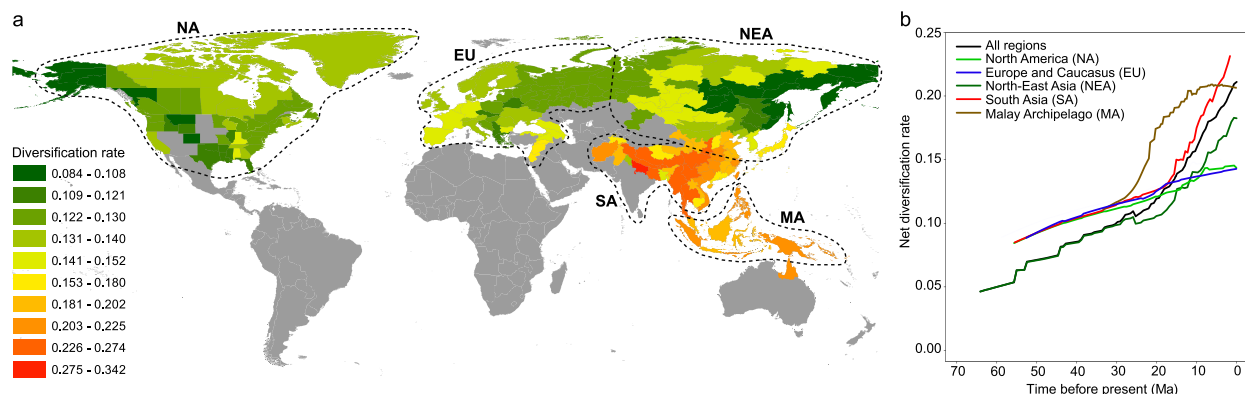 a
NA
EU
NEA
SA
MA
Diversification rate
0.084 - 0.108
0.109 - 0.121
0.122 - 0.130
0.131 - 0.140
0.141 - 0.152
0.153 - 0.180
0.181 - 0.202
0.203 - 0.225
0.226 - 0.274
0.275 - 0.342
b
Net diversification rate
0.25
0.20
0.15
0.10
0.05
0.00
All regions
North America (NA)
Europe and Caucasus (EU)
North-East Asia (NEA)
South Asia (SA)
Malay Archipelago (MA)
70 60 50 40 30 20 10 0
Time before present (Ma)